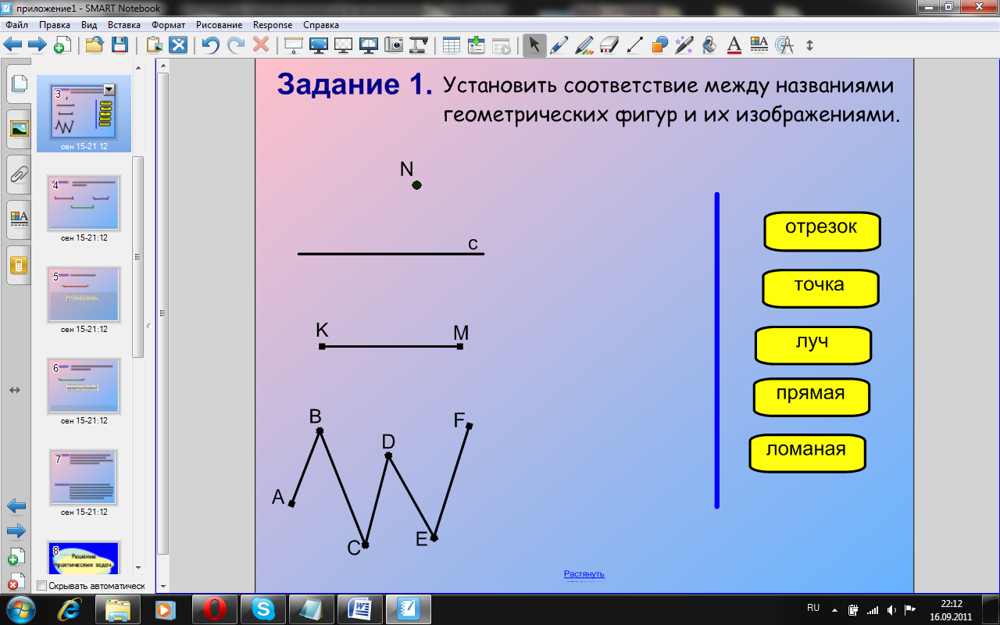 приложение1 - SMART Notebook
Файл Правка Вид Вставка Формат Рисование Response Справка
Задание 1. Установить соответствие между названиями
геометрических фигур и их изображениями.
3
сен 15-21:12
4
сен 15-21:12
5
сен 15-21:12
6
сен 15-21:12
7
сен 15-21:12
8
Решение
практических задач
Скрывать автоматическ
N
c
K M
B
F
D
A
E
C
отрезок
точка
луч
прямая
ломаная
Растянуть
RU
22:12
16.09.2011